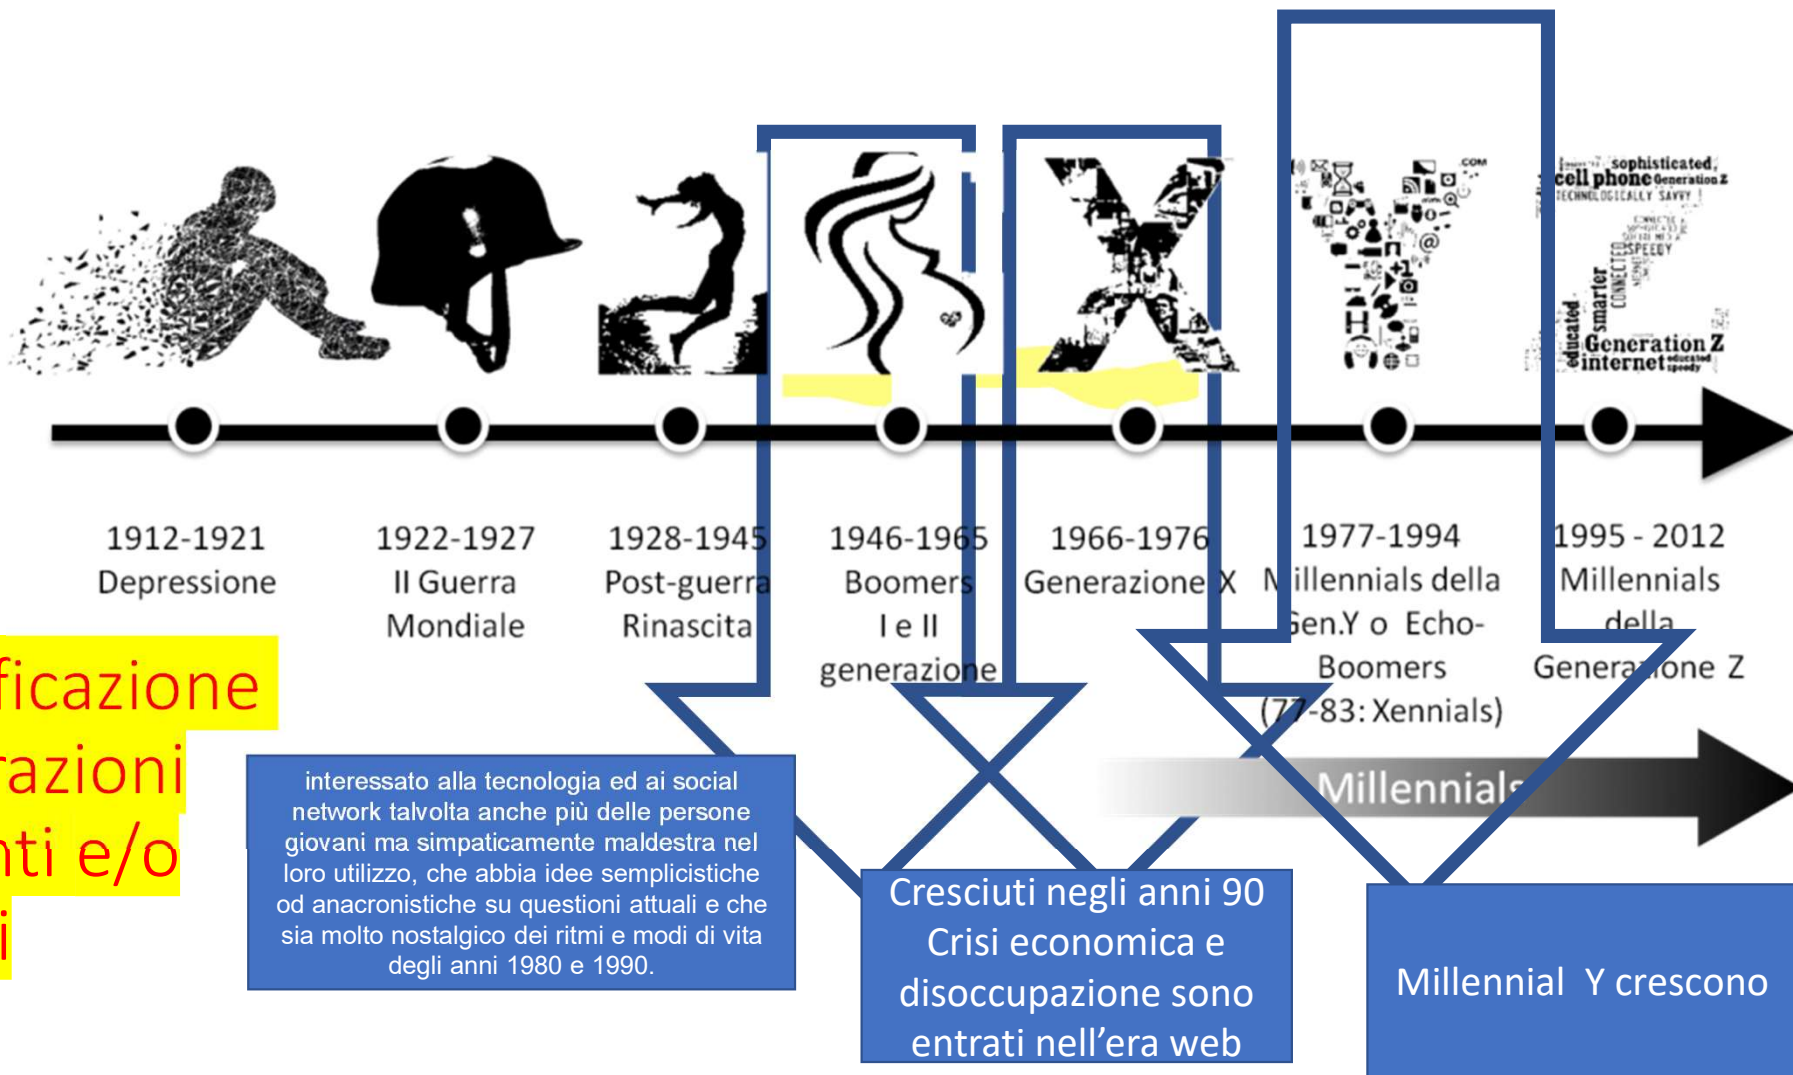 sophisticated,
cell phone Generation Z
TECHNOLOGICALLY SAVVY
SPEEDY
CONNECTED
smarter
educated
Generation Z
internet educated
speedy
.COM
@
1912-1921
Depressione
1922-1927
II Guerra
Mondiale
1928-1945
Post-guerra
Rinascita
1946-1965
Boomers
I e II
generazione
1966-1976
Generazione X
1977-1994
Millennials della
Gen.Y o Echo-
Boomers
(77-83: Xennials)
1995 - 2012
Millennials
della
Generazione Z
Millennials
ficazione
razioni
nti e/o
i
interessato alla tecnologia ed ai social
network talvolta anche più delle persone
giovani ma simpaticamente maldestra nel
loro utilizzo, che abbia idee semplicistiche
od anacronistiche su questioni attuali e che
sia molto nostalgico dei ritmi e modi di vita
degli anni 1980 e 1990.
Cresciuti negli anni 90
Crisi economica e
disoccupazione sono
entrati nell'era web
Millennial Y crescono